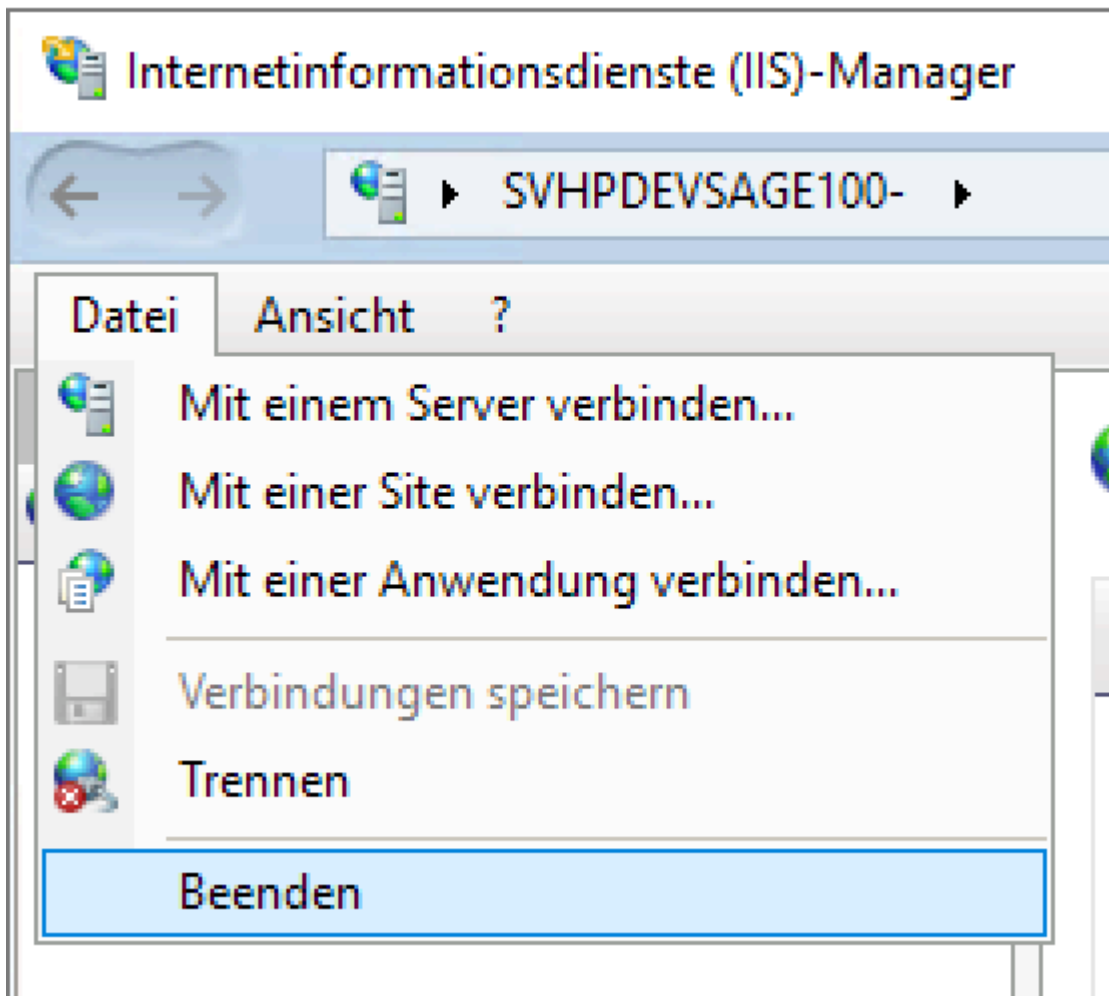 Internetinformationsdienste (IIS)-Manager
SVHPDEVSAGE100-
Datei Ansicht ?
Mit einem Server verbinden...
Mit einer Site verbinden...
Mit einer Anwendung verbinden...
Verbindungen speichern
Trennen
Beenden